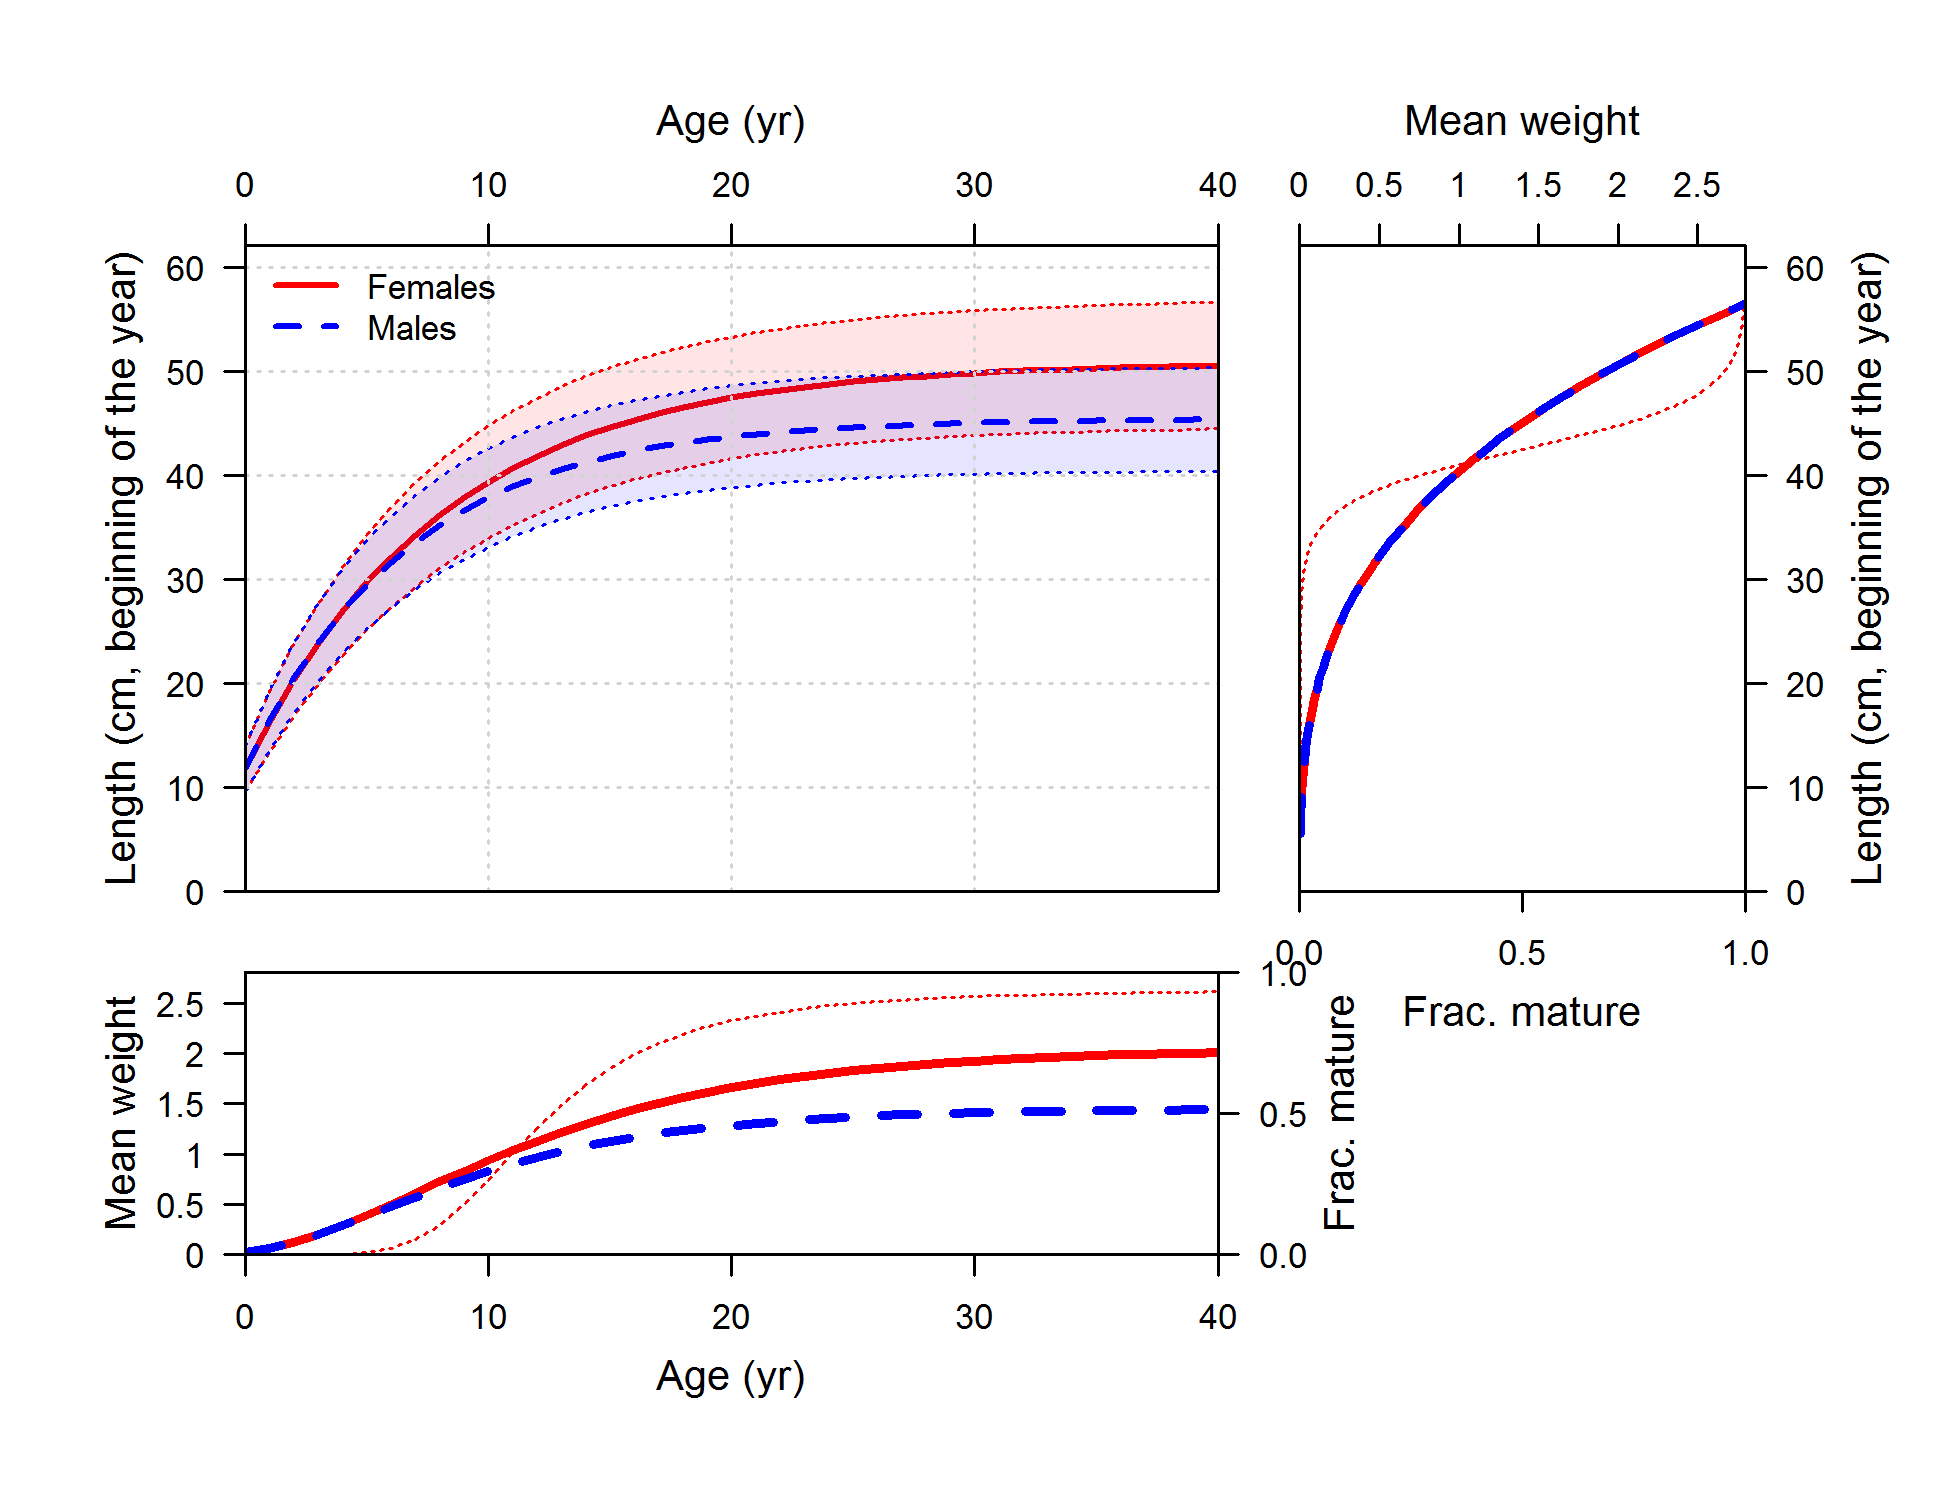 Age (yr)
0 10 20 30 40
Length (cm, beginning of the year)
60
50
40
30
20
10
0
Females
Males
Mean weight
0 0.5 1 1.5 2 2.5
60
50
40
30
20
10
0
Length (cm, beginning of the year)
0.0 0.5 1.0
Frac. mature
Mean weight
2.5
2
1.5
1
0.5
0
1.0
0.5
0.0
Frac. mature
0 10 20 30 40
Age (yr)